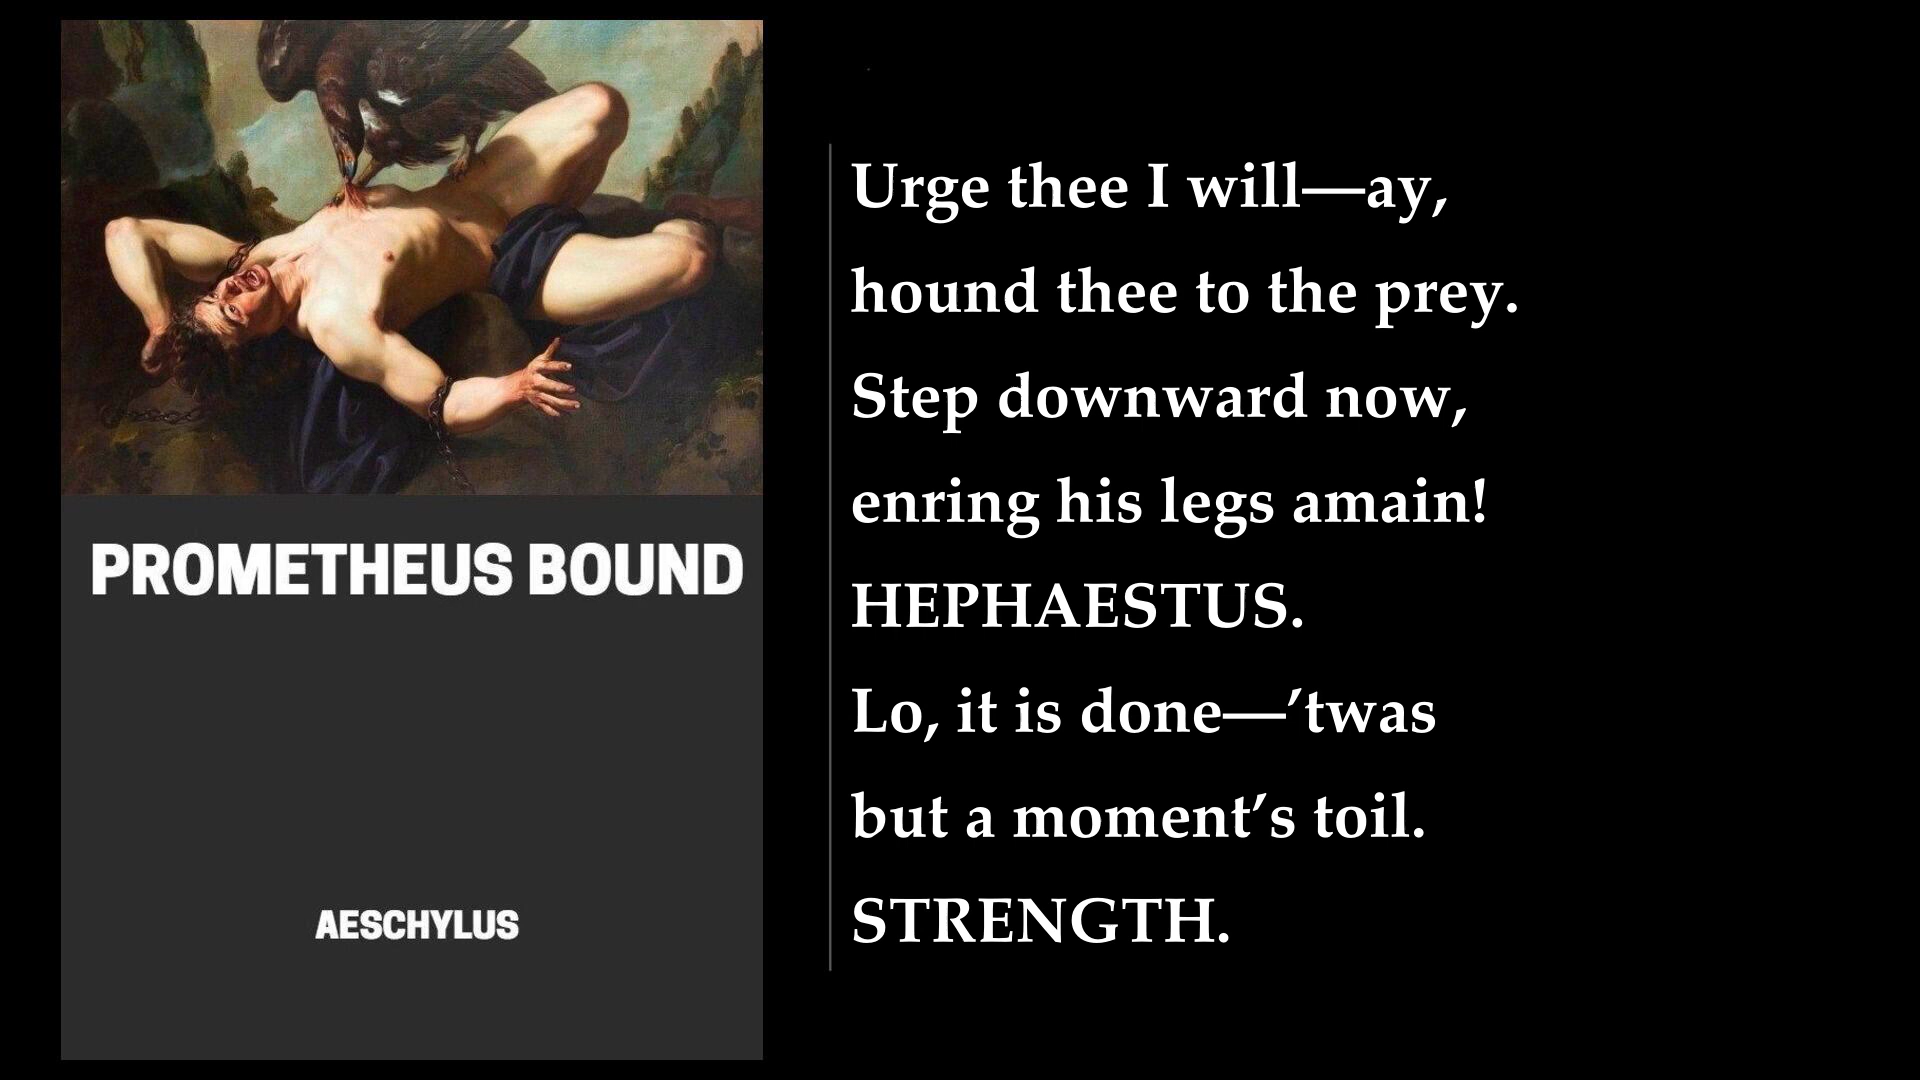 PROMETHEUS BOUND
AESCHYLUS
Urge thee I will—ay,
hound thee to the prey.
Step downward now,
enring his legs amain!
HEPHAESTUS.
Lo, it is done—’twas
but a moment’s toil.
STRENGTH.